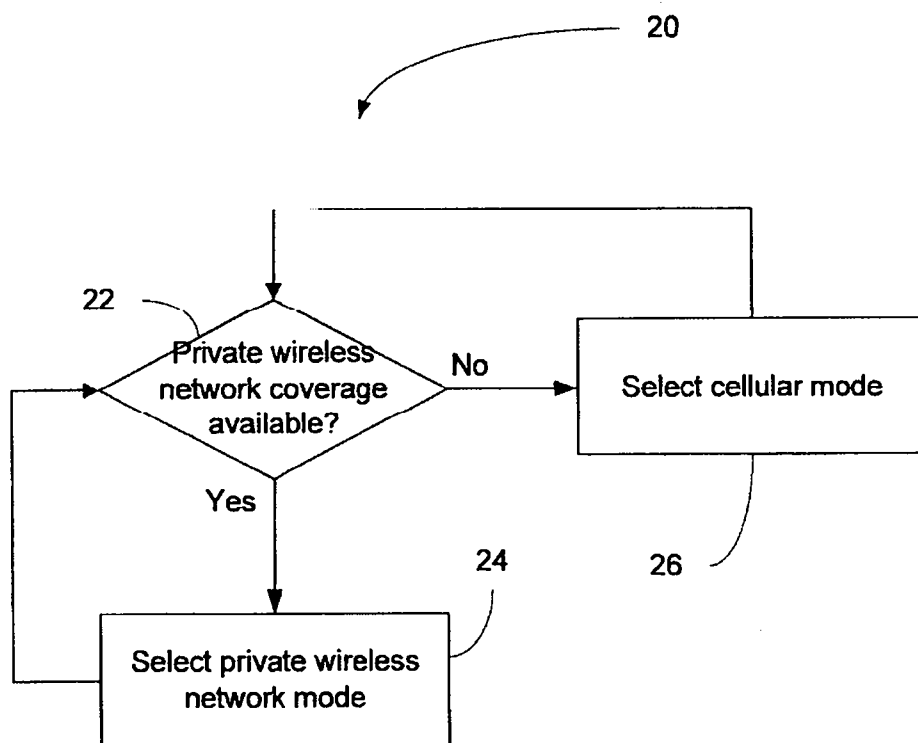 20
22
Private wireless
network coverage
available?
No
Select cellular mode
Yes
24
26
Select private wireless
network mode